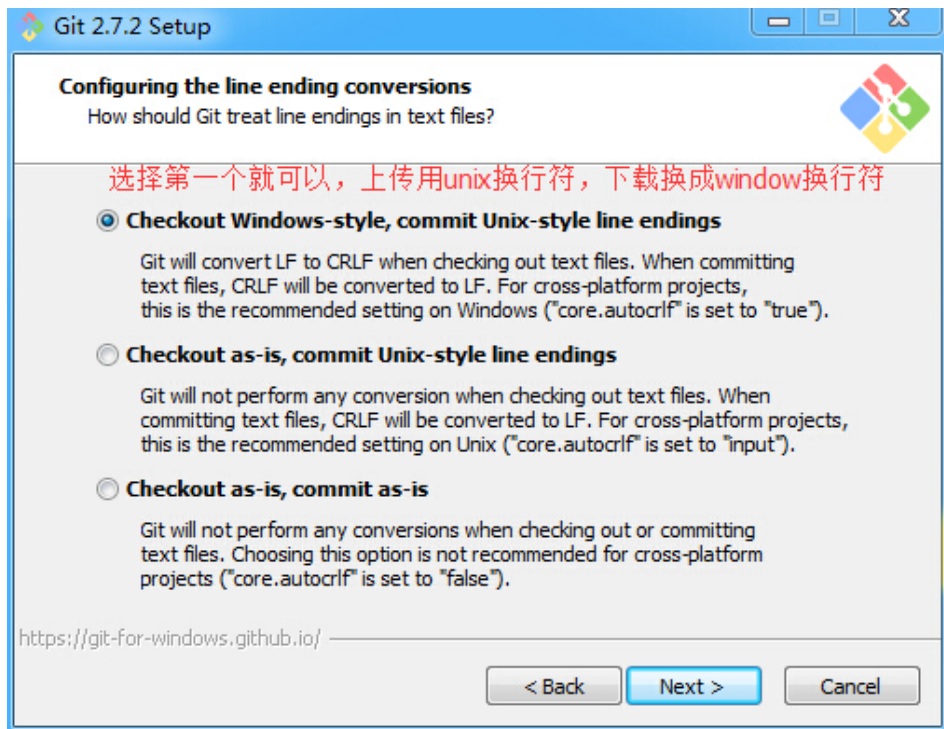 Git 2.7.2 Setup
Configuring the line ending conversions
How should Git treat line endings in text files?
选择第一个就可以，上传用unix换行符，下载换成window换行符
Checkout Windows-style, commit Unix-style line endings
Git will convert LF to CRLF when checking out text files. When committing
text files, CRLF will be converted to LF. For cross-platform projects,
this is the recommended setting on Windows ("core.autocrlf" is set to "true").
Checkout as-is, commit Unix-style line endings
Git will not perform any conversion when checking out text files. When
committing text files, CRLF will be converted to LF. For cross-platform projects,
this is the recommended setting on Unix ("core.autocrlf" is set to "input").
Checkout as-is, commit as-is
Git will not perform any conversions when checking out or committing
text files. Choosing this option is not recommended for cross-platform
projects ("core.autocrlf" is set to "false").
https://git-for-windows.github.io/
< Back Next > Cancel